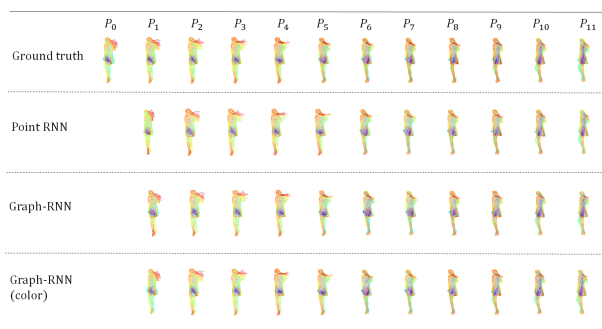 P0 P1 P2 P3 P4 P5 P6 P7 P8 P9 P10 P11
Ground truth
Point RNN
Graph-RNN
Graph-RNN
(color)